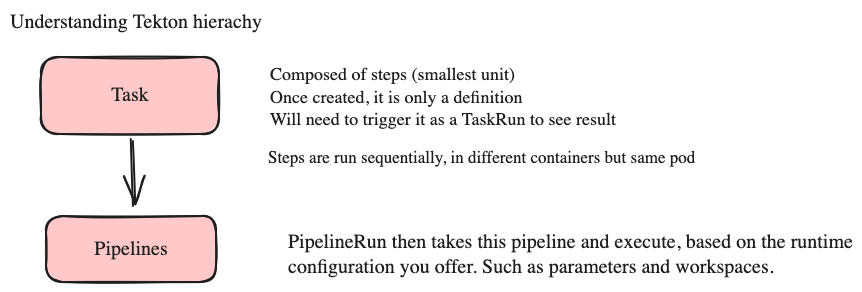 Understanding Tekton hierachy
Task
Composed of steps (smallest unit)
Once created, it is only a definition
Will need to trigger it as a TaskRun to see result
Steps are run sequentially, in different containers but same pod
Pipelines
PipelineRun then takes this pipeline and execute, based on the runtime
configuration you offer. Such as parameters and workspaces.